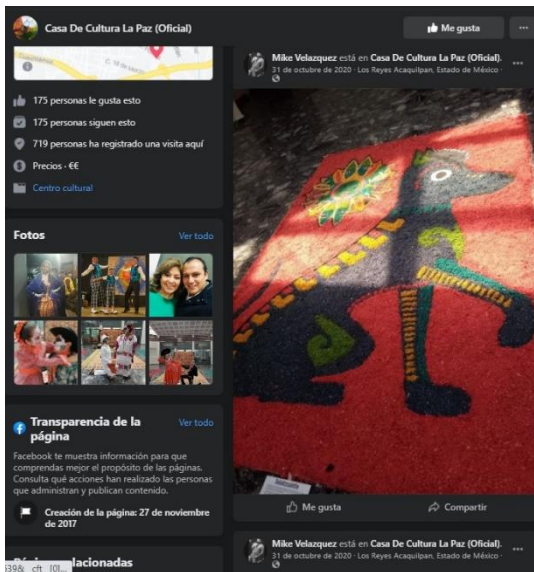 Casa De Cultura La Paz (Oficial)
Me gusta
175 personas le gusta esto
175 personas siguen esto
719 personas ha registrado una visita aquí
Precios · €€
Centro cultural
Fotos
Ver todo
Transparencia de la página
Ver todo
Facebook te muestra información para que
comprendas mejor el propósito de las páginas.
Consulta qué acciones han realizado las personas
que administran y publican contenido.
Creación de la página: 27 de noviembre
de 2017
Mike Velazquez está en Casa De Cultura La Paz (Oficial).
31 de octubre de 2020 · Los Reyes Acaquilpan, Estado de México ·
Me gusta
Compartir
Mike Velazquez está en Casa De Cultura La Paz (Oficial).
31 de octubre de 2020 · Los Reyes Acaquilpan, Estado de México ·